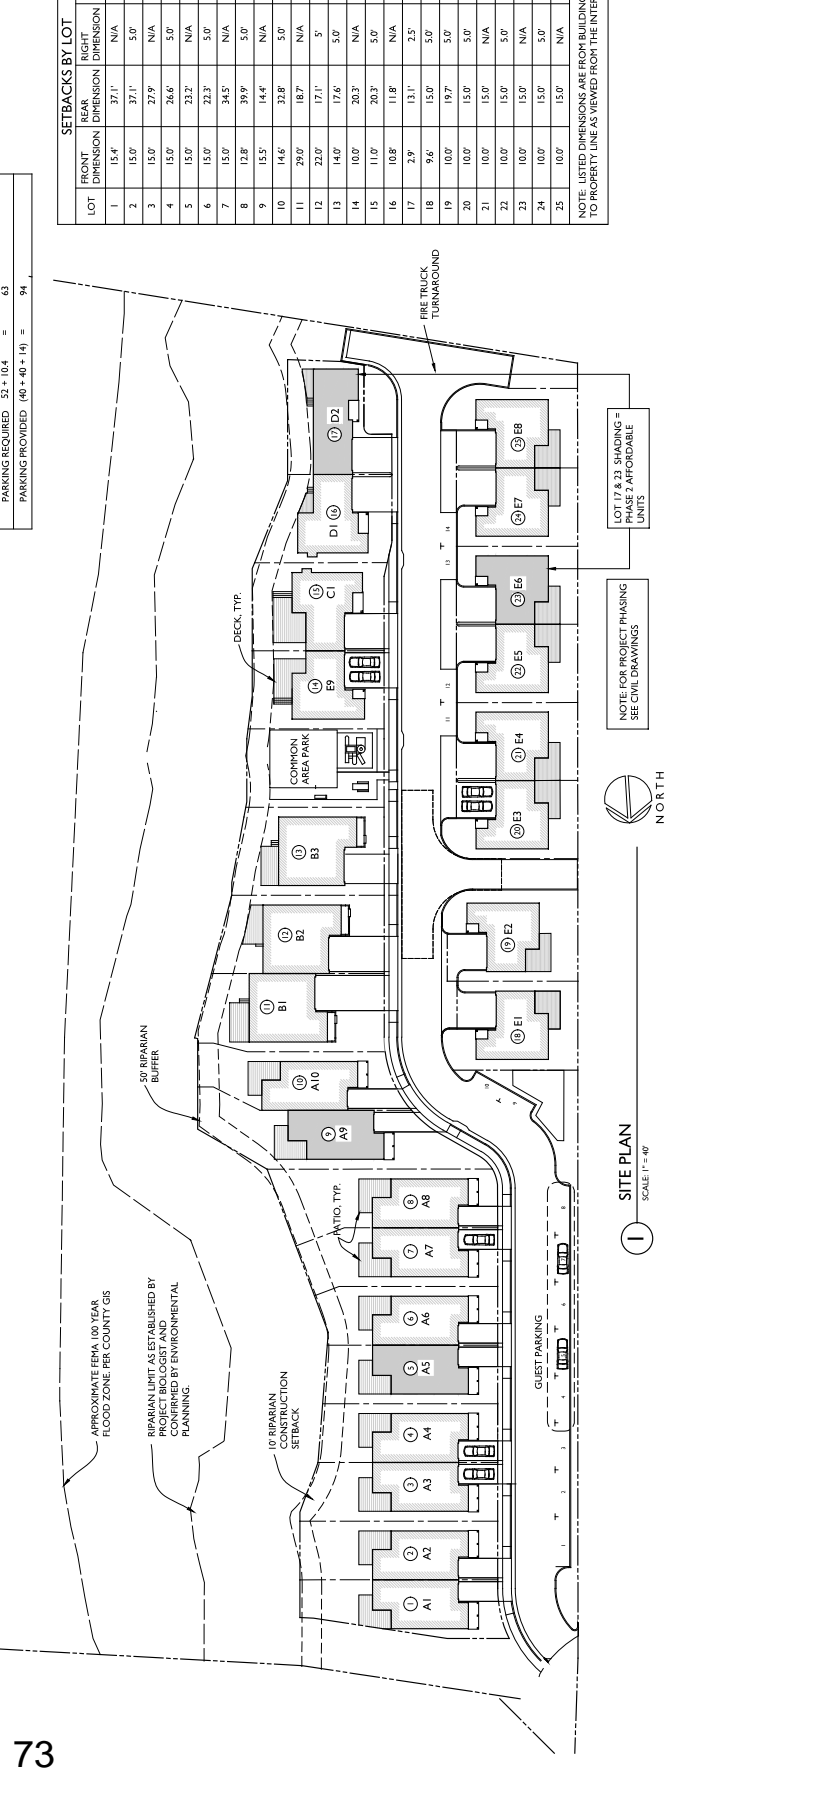 PARKING REQUIRED 52 + 10.4 = 63
PARKING PROVIDED (40 + 40 + 14) = 94
SETBACKS BY LOT
LOT FRONT DIMENSION REAR DIMENSION RIGHT DIMENSION
1 15.4' 37.1' N/A
2 15.0' 37.1' 5.0'
3 15.0' 27.9' N/A
4 15.0' 26.6' 5.0'
5 15.0' 23.2' N/A
6 15.0' 22.3' 5.0'
7 15.0' 34.5' N/A
8 12.8' 39.9' 5.0'
9 15.5' 14.4' N/A
10 14.6' 32.8' 5.0'
11 29.0' 18.7' N/A
12 22.0' 17.1' 5'
13 14.0' 17.6' 5.0'
14 10.0' 20.3' N/A
15 11.0' 20.3' 5.0'
16 10.8' 11.8' N/A
17 2.9' 13.1' 2.5'
18 9.6' 15.0' 5.0'
19 10.0' 19.7' 5.0'
20 10.0' 15.0' 5.0'
21 10.0' 15.0' N/A
22 10.0' 15.0' 5.0'
23 10.0' 15.0' N/A
24 10.0' 15.0' 5.0'
25 10.0' 15.0' N/A
NOTE: LISTED DIMENSIONS ARE FROM BUILDING
TO PROPERTY LINE AS VIEWED FROM THE INTER
APPROXIMATE FEMA 100 YEAR
FLOOD ZONE. PER COUNTY GIS
RIPARIAN LIMIT AS ESTABLISHED BY
PROJECT BIOLOGIST AND
CONFIRMED BY ENVIRONMENTAL
PLANNING.
50' RIPARIAN
BUFFER
10' RIPARIAN
CONSTRUCTION
SETBACK
DECK, TYP.
PATIO, TYP.
FIRE TRUCK
TURNAROUND
COMMON
AREA PARK
1 A1
2 A2
3 A3
4 A4
5 A5
6 A6
7 A7
8 A8
9 A9
10 A10
11 B1
12 B2
13 B3
14 E9
15 C1
16 D1
17 D2
18 E1
19 E2
20 E3
21 E4
22 E5
23 E6
24 E7
25 E8
1
2
3
4
6
8
9
10
11
12
13
14
GUEST PARKING
LOT 17 & 23 SHADING =
PHASE 2 AFFORDABLE
UNITS
NOTE: FOR PROJECT PHASING
SEE CIVIL DRAWINGS
NORTH
1 SITE PLAN
SCALE: 1" = 40'
73